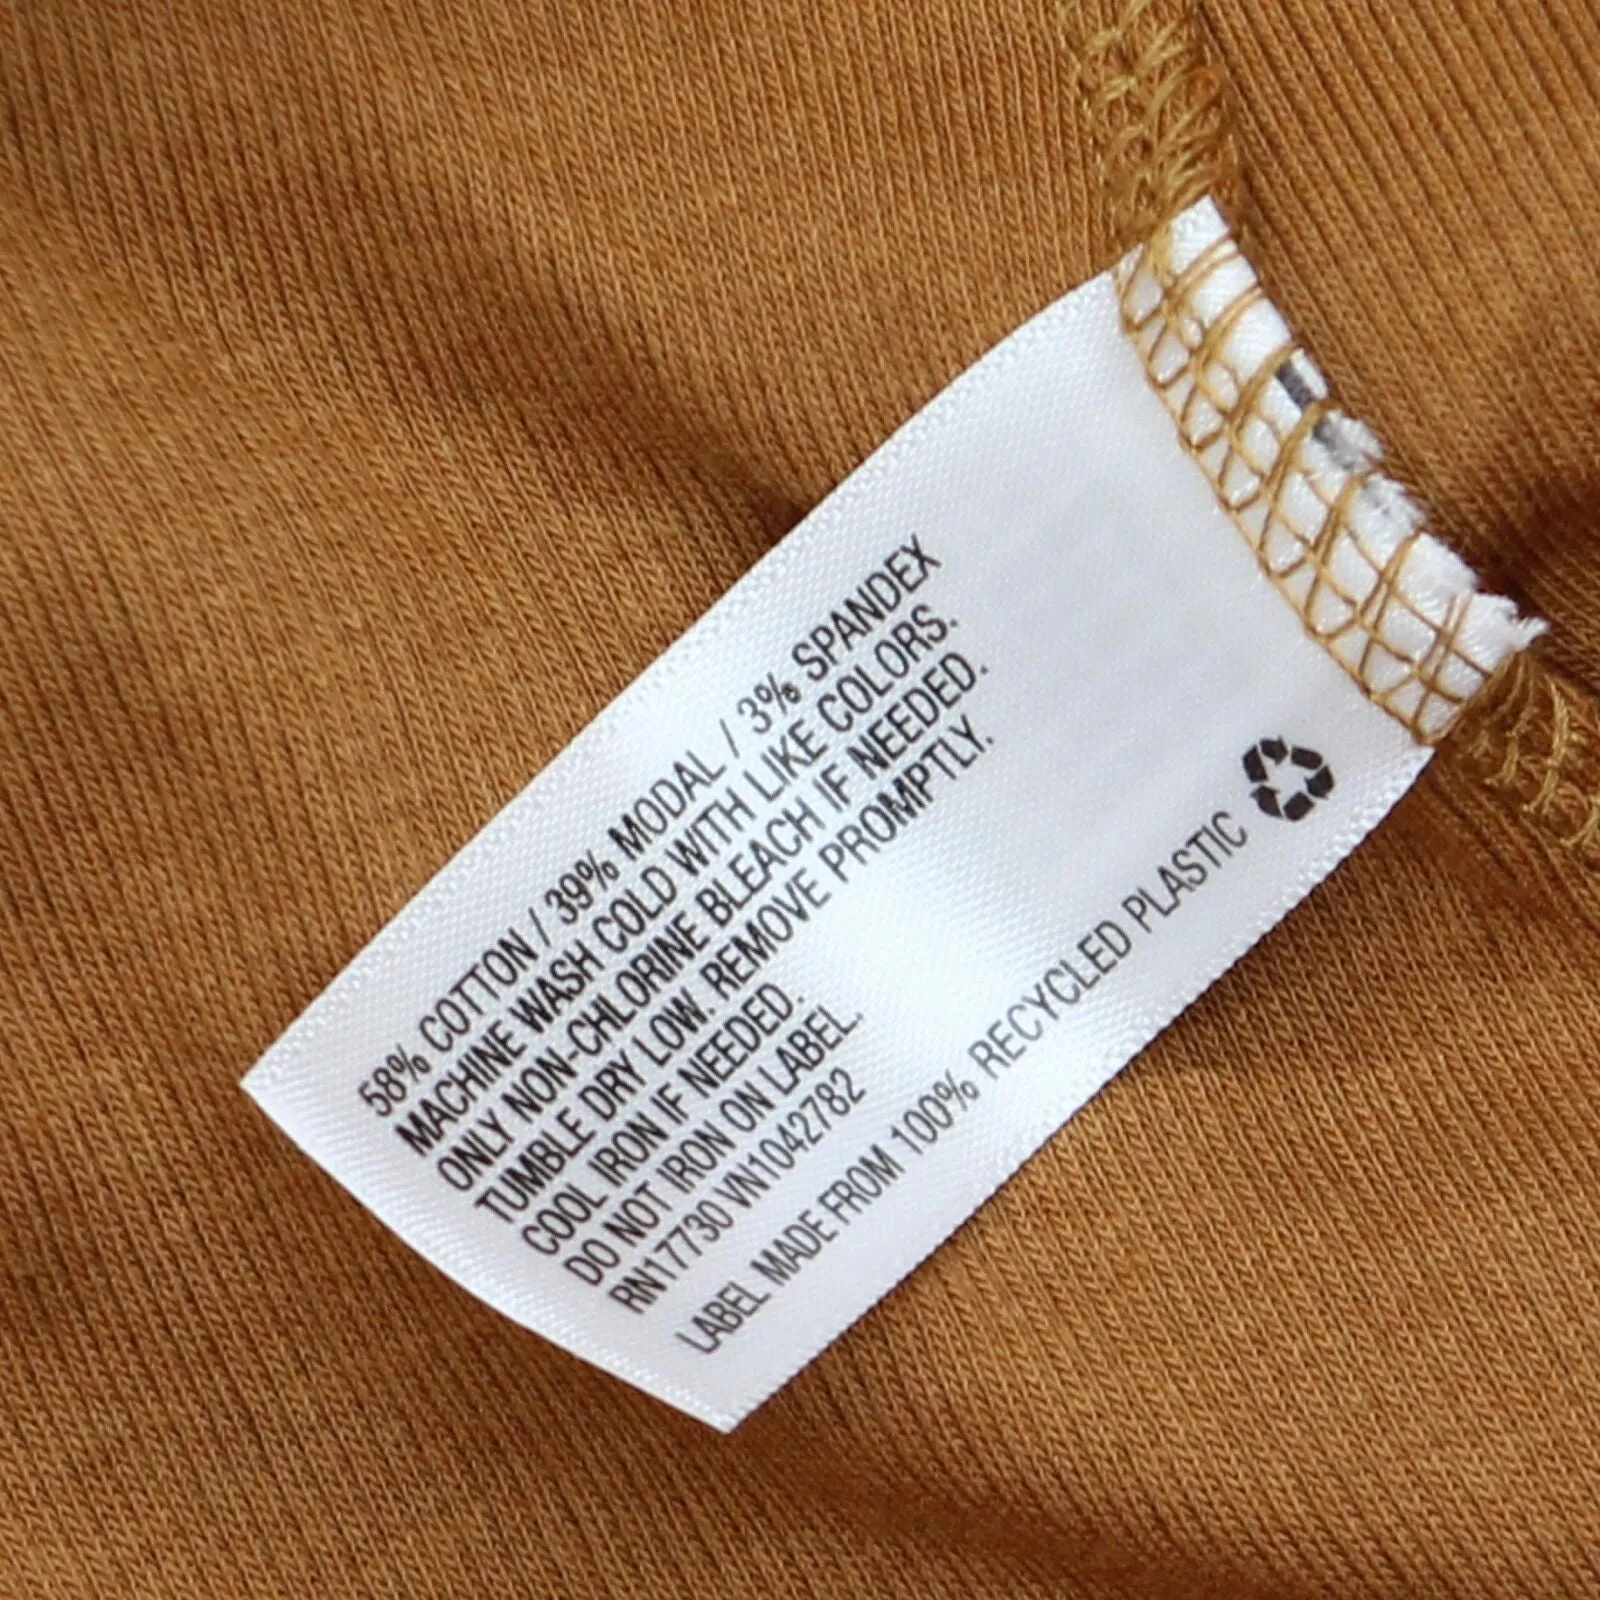 58% COTTON / 39% MODAL / 3% SPANDEX
MACHINE WASH COLD WITH LIKE COLORS.
ONLY NON-CHLORINE BLEACH IF NEEDED.
TUMBLE DRY LOW. REMOVE PROMPTLY.
COOL IRON IF NEEDED.
DO NOT IRON ON LABEL.
RN17730 VN1042782
LABEL MADE FROM 100% RECYCLED PLASTIC